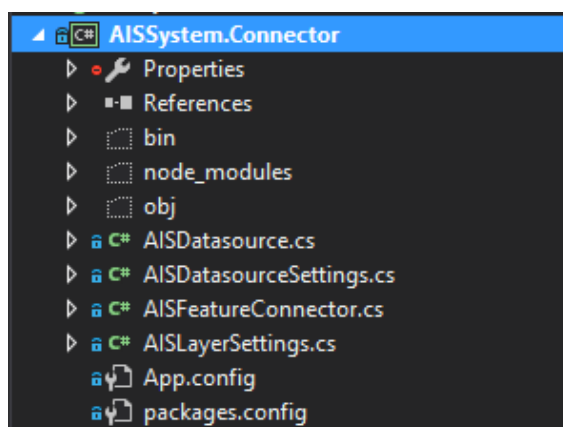 C# AISSystem.Connector
Properties
References
bin
node_modules
obj
C# AISDatasource.cs
C# AISDatasourceSettings.cs
C# AISFeatureConnector.cs
C# AISLayerSettings.cs
App.config
packages.config